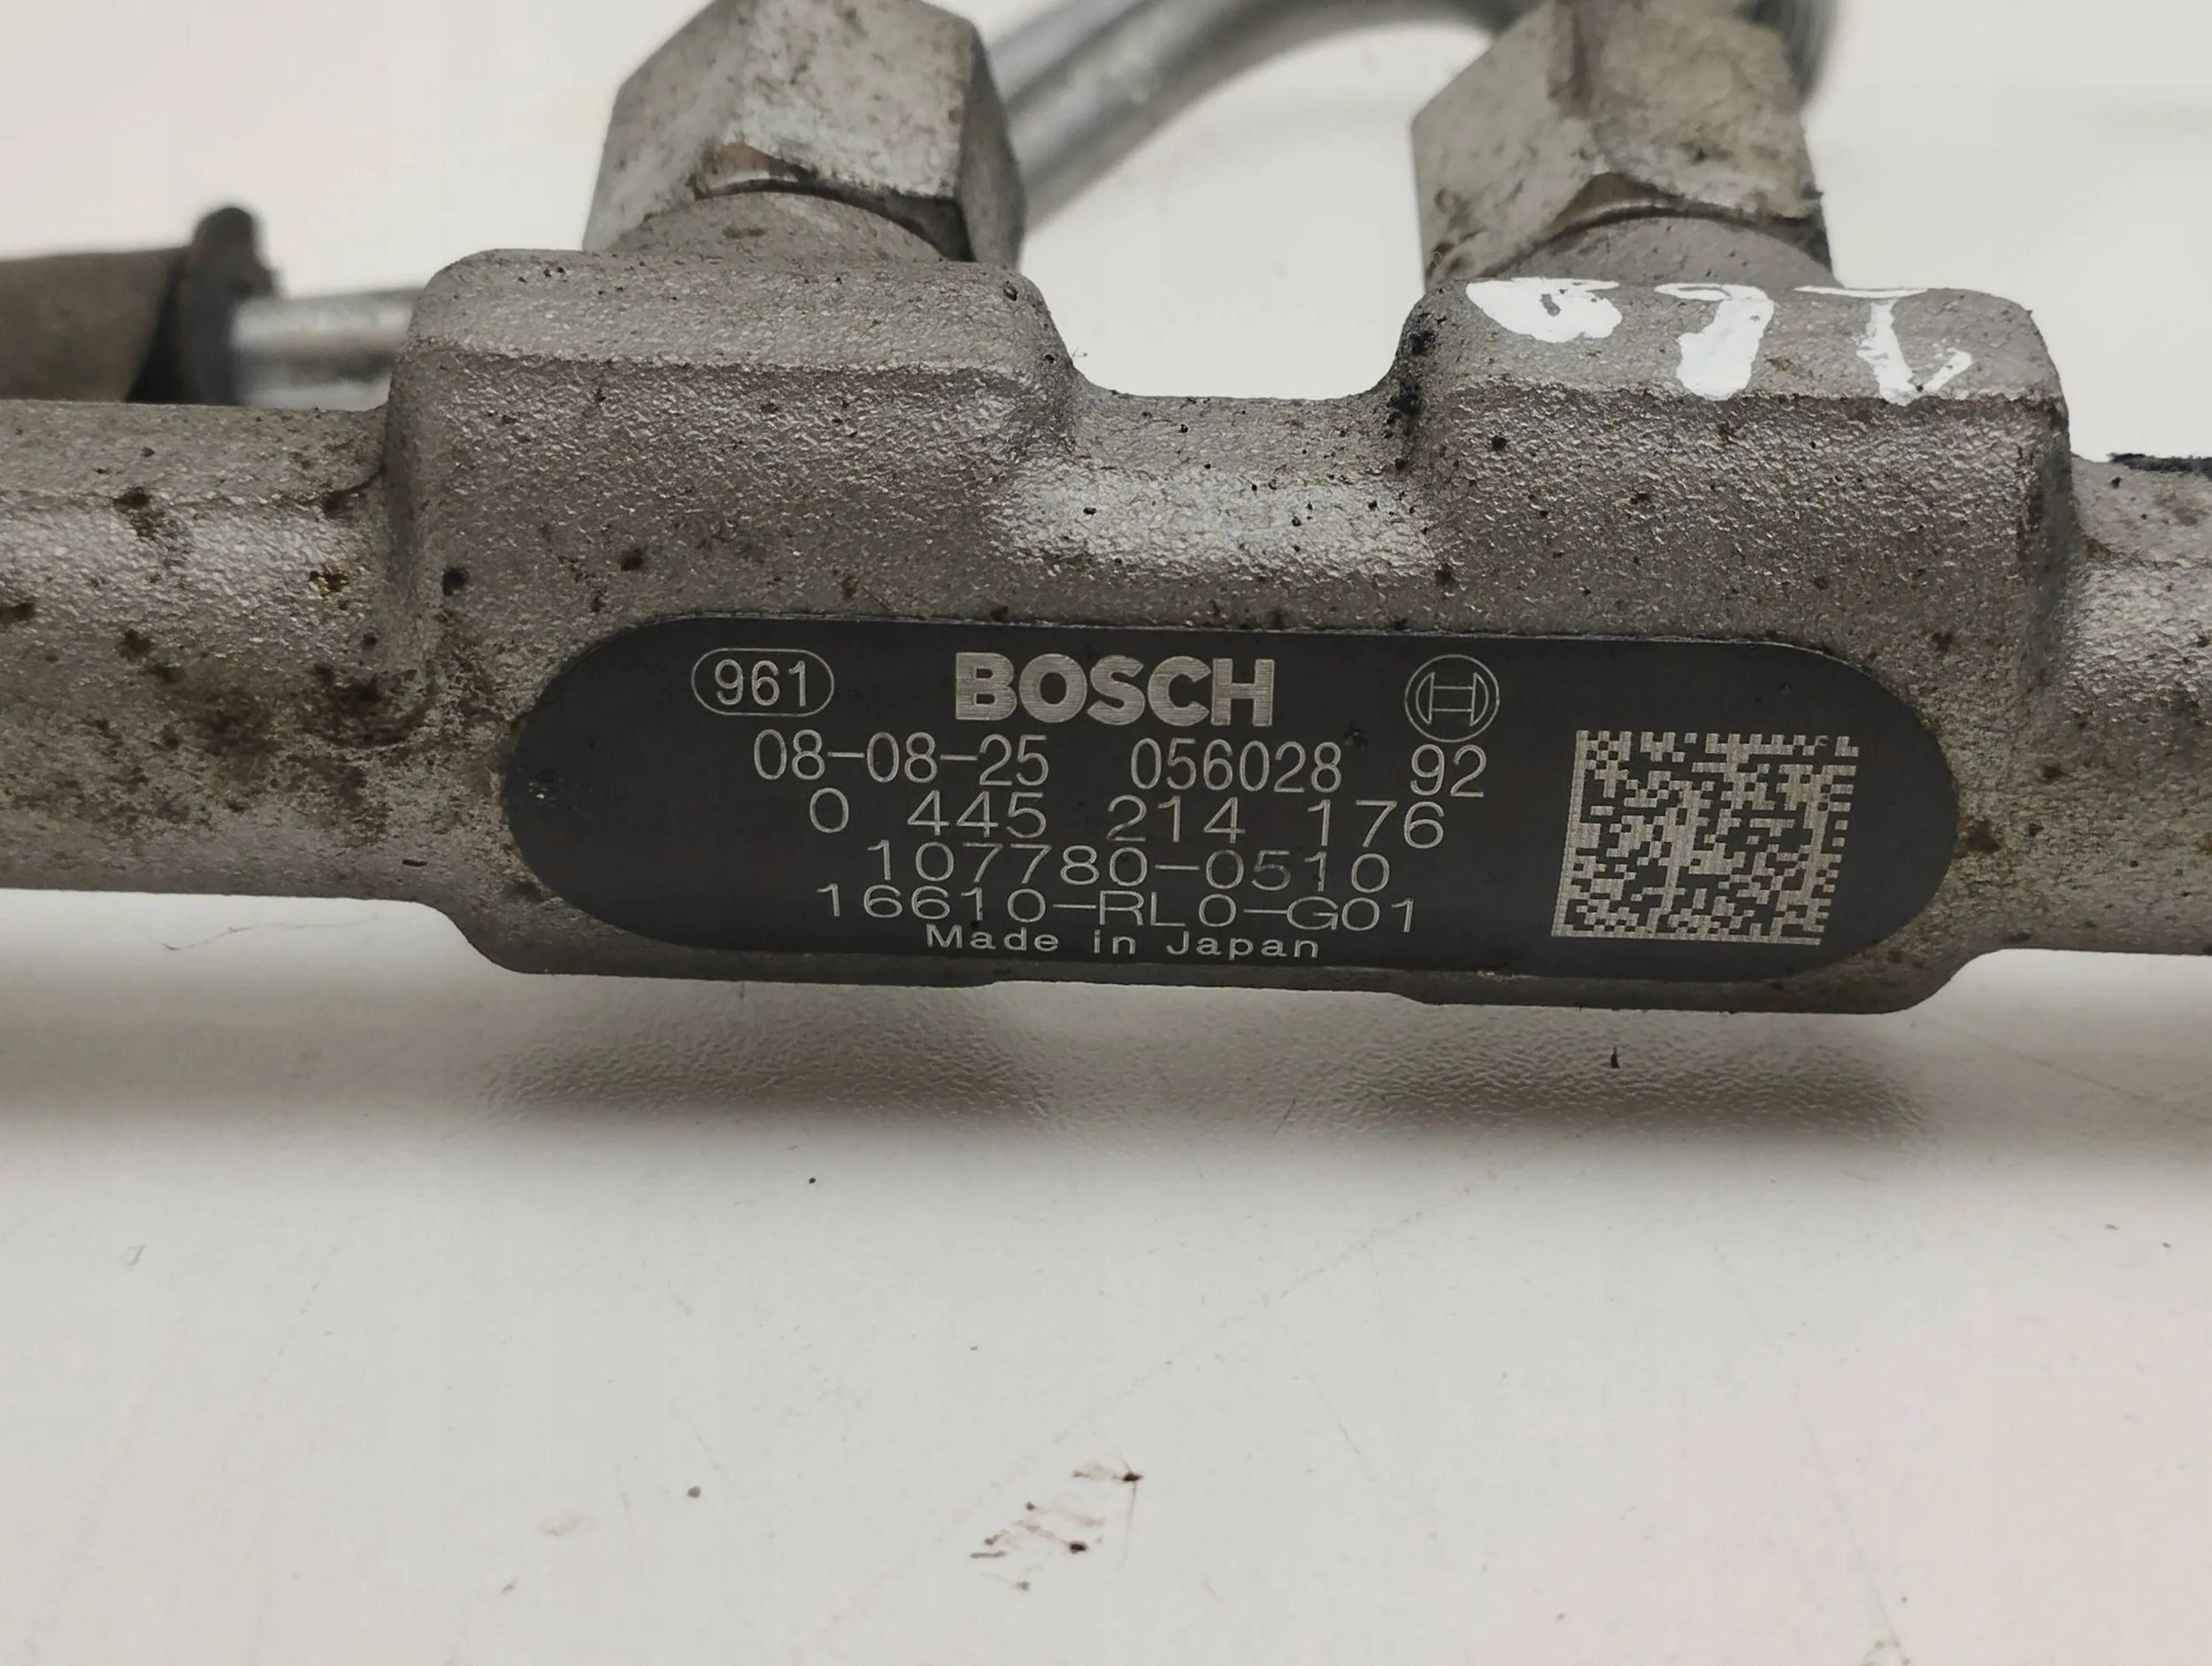 961 BOSCH
08-08-25 056028 92
0 445 214 176
107780-0510
16610-RL0-G01
Made in Japan